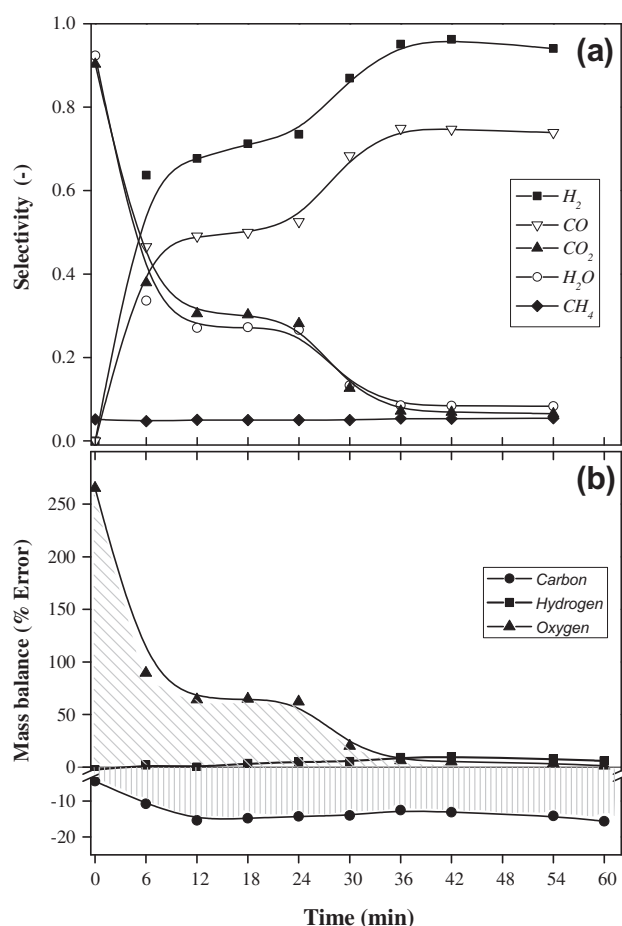 (a)
1.0
0.8
0.6
0.4
0.2
0.0
Selectivity (-)
H₂
CO
CO₂
H₂O
CH₄
(b)
250
200
150
100
50
0
-10
-20
Mass balance (% Error)
Carbon
Hydrogen
Oxygen
0 6 12 18 24 30 36 42 48 54 60
Time (min)